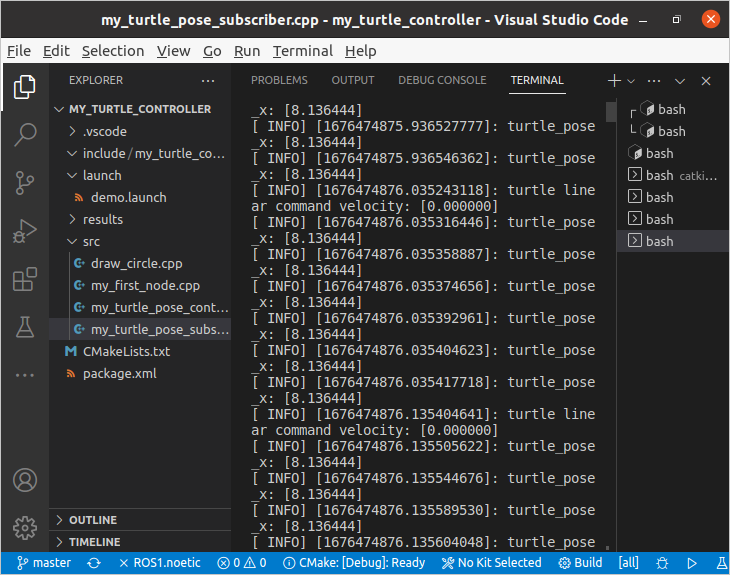 my_turtle_pose_subscriber.cpp - my_turtle_controller - Visual Studio Code
File Edit Selection View Go Run Terminal Help
EXPLORER
MY_TURTLE_CONTROLLER
.vscode
include/my_turtle_co...
launch
demo.launch
results
src
draw_circle.cpp
my_first_node.cpp
my_turtle_pose_cont...
my_turtle_pose_subs...
CMakeLists.txt
package.xml
OUTLINE
TIMELINE
PROBLEMS OUTPUT DEBUG CONSOLE TERMINAL
_x: [8.136444]
[ INFO] [1676474875.936527777]: turtle_pose
_x: [8.136444]
[ INFO] [1676474875.936546362]: turtle_pose
_x: [8.136444]
[ INFO] [1676474876.035243118]: turtle line
ar command velocity: [0.000000]
[ INFO] [1676474876.035316446]: turtle_pose
_x: [8.136444]
[ INFO] [1676474876.035358887]: turtle_pose
_x: [8.136444]
[ INFO] [1676474876.035374656]: turtle_pose
_x: [8.136444]
[ INFO] [1676474876.035392961]: turtle_pose
_x: [8.136444]
[ INFO] [1676474876.035404623]: turtle_pose
_x: [8.136444]
[ INFO] [1676474876.035417718]: turtle_pose
_x: [8.136444]
[ INFO] [1676474876.135404641]: turtle line
ar command velocity: [0.000000]
[ INFO] [1676474876.135505622]: turtle_pose
_x: [8.136444]
[ INFO] [1676474876.135544676]: turtle_pose
_x: [8.136444]
[ INFO] [1676474876.135589530]: turtle_pose
_x: [8.136444]
[ INFO] [1676474876.135604048]: turtle_pose
bash
bash
bash
bash catki...
bash
bash
bash
master ROS1.noetic 0 0 CMake: [Debug]: Ready No Kit Selected Build [all]